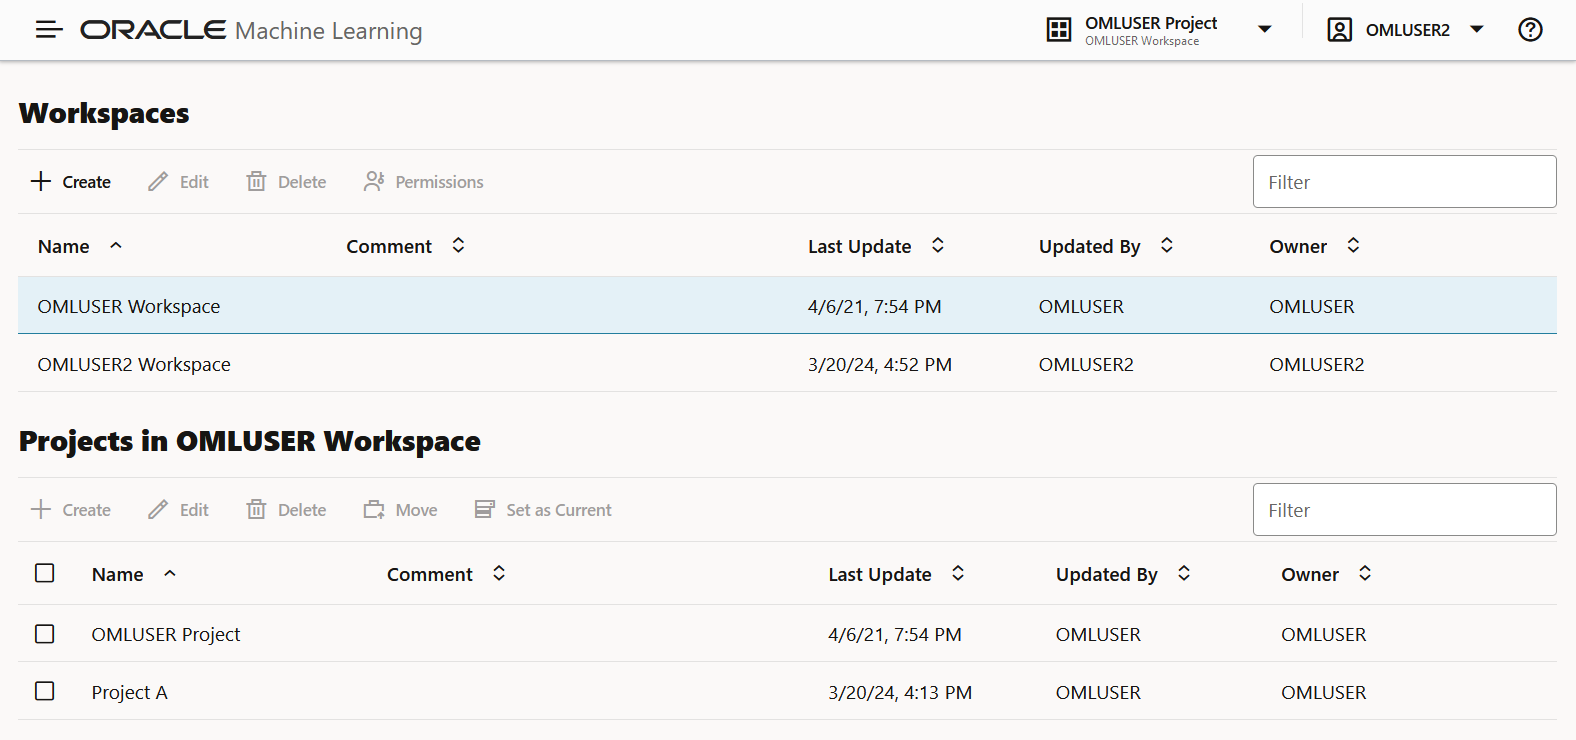 ORACLE Machine Learning
OMLUSER Project
OMLUSER Workspace
OMLUSER2
Workspaces
Create Edit Delete Permissions Filter
Name Comment Last Update Updated By Owner
OMLUSER Workspace 4/6/21, 7:54 PM OMLUSER OMLUSER
OMLUSER2 Workspace 3/20/24, 4:52 PM OMLUSER2 OMLUSER2
Projects in OMLUSER Workspace
Create Edit Delete Move Set as Current Filter
Name Comment Last Update Updated By Owner
OMLUSER Project 4/6/21, 7:54 PM OMLUSER OMLUSER
Project A 3/20/24, 4:13 PM OMLUSER OMLUSER